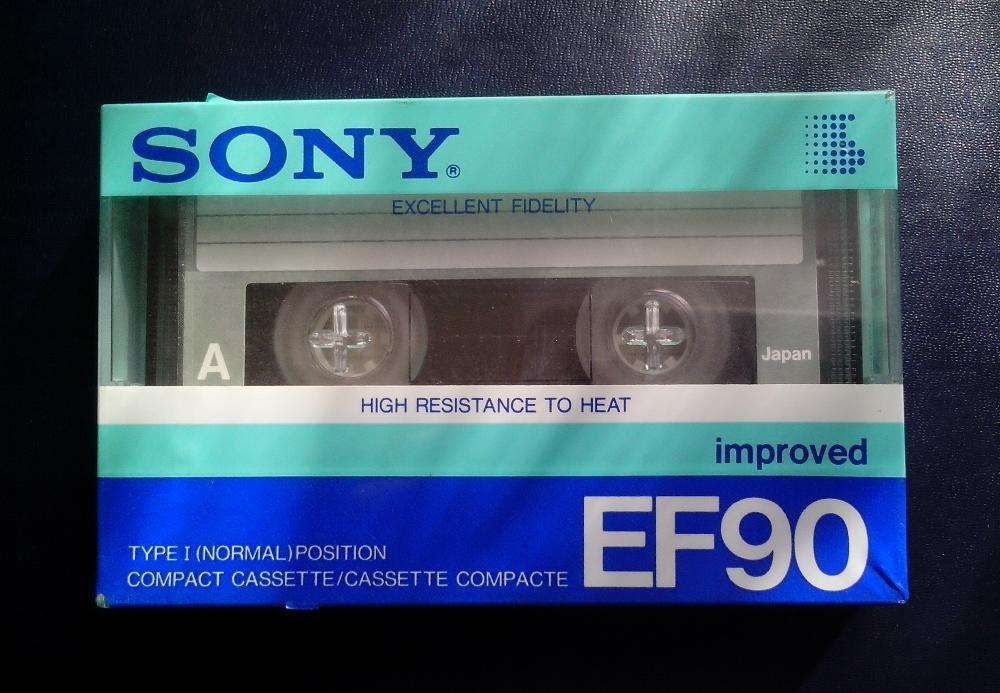 SONY®
EXCELLENT FIDELITY
A
Japan
HIGH RESISTANCE TO HEAT
improved
EF90
TYPE I (NORMAL) POSITION
COMPACT CASSETTE/CASSETTE COMPACTE